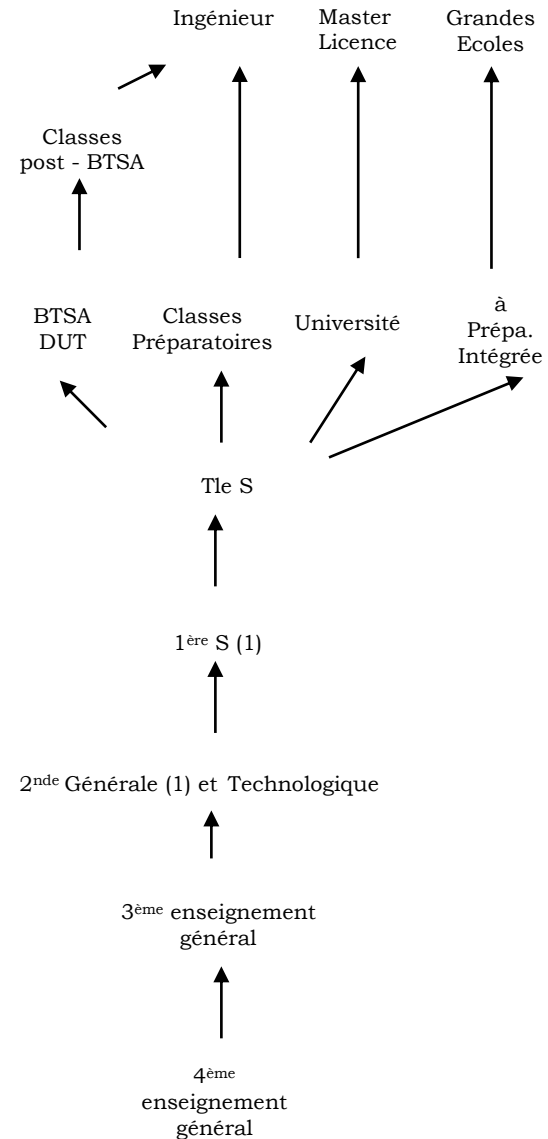 Ingénieur
Master
Licence
Grandes
Ecoles
Classes
post - BTSA
BTSA
DUT
Classes
Préparatoires
Université
à
Prépa.
Intégrée
Tle S
1ère S (1)
2nde Générale (1) et Technologique
3ème enseignement
général
4ème
enseignement
général